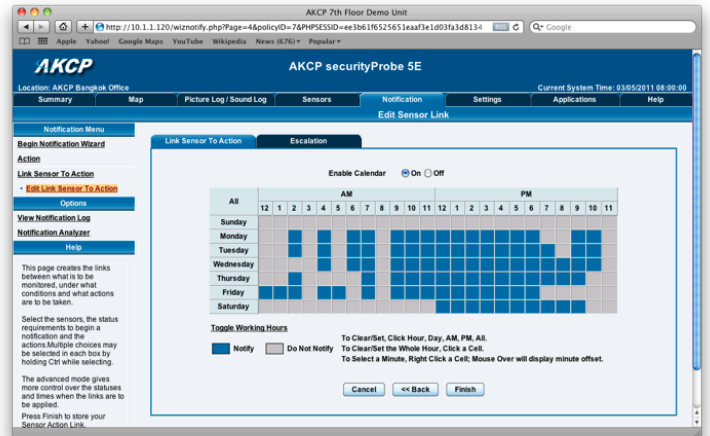 AKCP 7th Floor Demo Unit
http://10.1.1.120/wiznotify.php?Page=4&policyID=7&PHPSESSID=ee3b61f6525651eaaf3e1d03fa3d8134 RSS Google
Apple Yahoo! Google Maps YouTube Wikipedia News (676) Popular
AKCP
AKCP securityProbe 5E
Location: AKCP Bangkok Office
Current System Time: 03/05/2011 08:00:00
Summary Map Picture Log / Sound Log Sensors Notification Settings Applications Help
Edit Sensor Link
Notification Menu
Begin Notification Wizard
Action
Link Sensor To Action
Edit Link Sensor To Action
Options
View Notification Log
Notification Analyzer
Help
This page creates the links
between what is to be
monitored, under what
conditions and what actions
are to be taken.
Select the sensors, the status
requirements to begin a
notification and the
actions.Multiple choices may
be selected in each box by
holding Ctrl while selecting.
The advanced mode gives
more control over the statuses
and times when the links are to
be applied.
Press Finish to store your
Sensor Action Link.
Link Sensor To Action Escalation
Enable Calendar On Off
All AM PM
12 1 2 3 4 5 6 7 8 9 10 11 12 1 2 3 4 5 6 7 8 9 10 11
Sunday
Monday
Tuesday
Wednesday
Thursday
Friday
Saturday
Toggle Working Hours
Notify Do Not Notify
To Clear/Set, Click Hour, Day, AM, PM, All.
To Clear/Set the Whole Hour, Click a Cell.
To Select a Minute, Right Click a Cell; Mouse Over will display minute offset.
Cancel << Back Finish